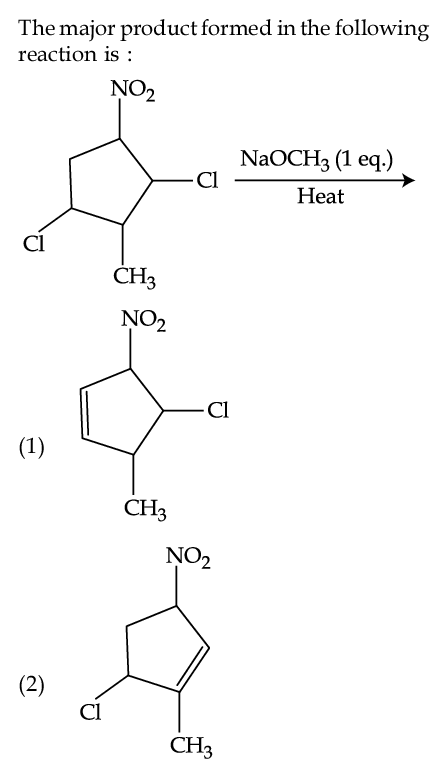 The major product formed in the following
reaction is :
NO₂
Cl
NaOCH₃ (1 eq.)
Heat
Cl
CH₃
NO₂
Cl
(1)
CH₃
NO₂
(2)
Cl
CH₃